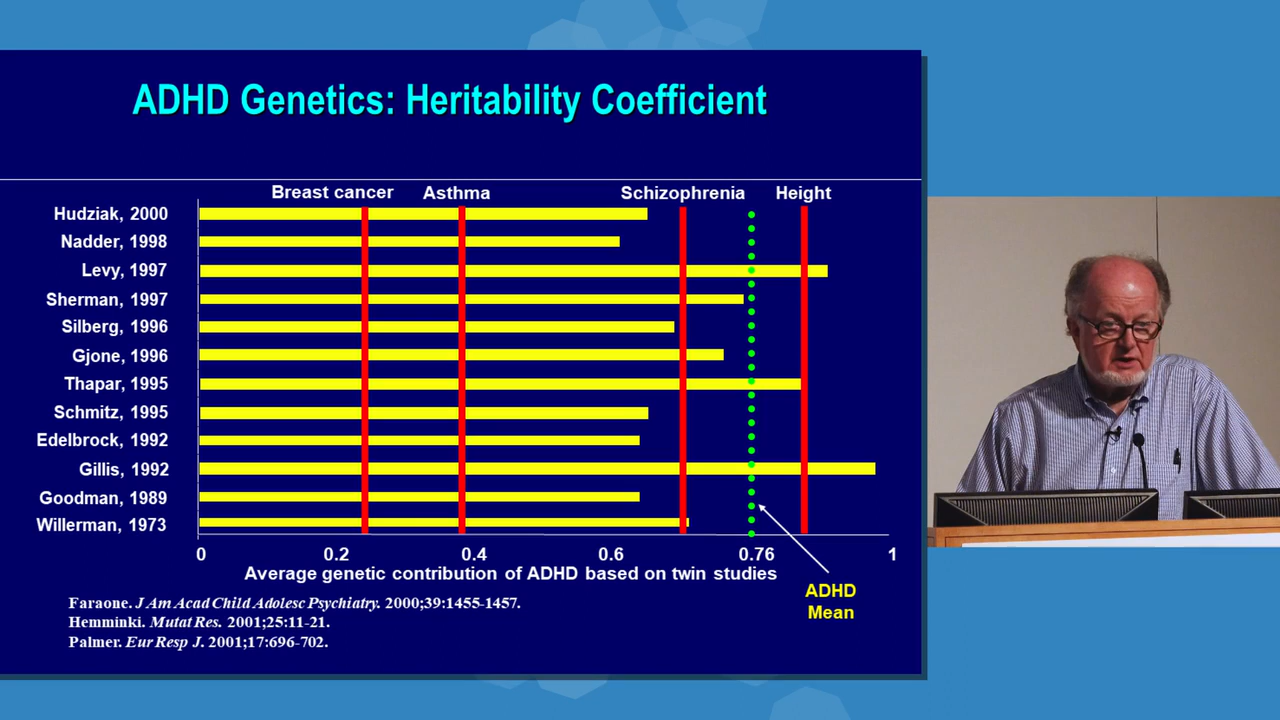 ADHD Genetics: Heritability Coefficient
Breast cancer Asthma Schizophrenia Height
Hudziak, 2000
Nadder, 1998
Levy, 1997
Sherman, 1997
Silberg, 1996
Gjone, 1996
Thapar, 1995
Schmitz, 1995
Edelbrock, 1992
Gillis, 1992
Goodman, 1989
Willerman, 1973
0 0.2 0.4 0.6 0.76 1
Average genetic contribution of ADHD based on twin studies
ADHD
Mean
Faraone. J Am Acad Child Adolesc Psychiatry. 2000;39:1455-1457.
Hemminki. Mutat Res. 2001;25:11-21.
Palmer. Eur Resp J. 2001;17:696-702.